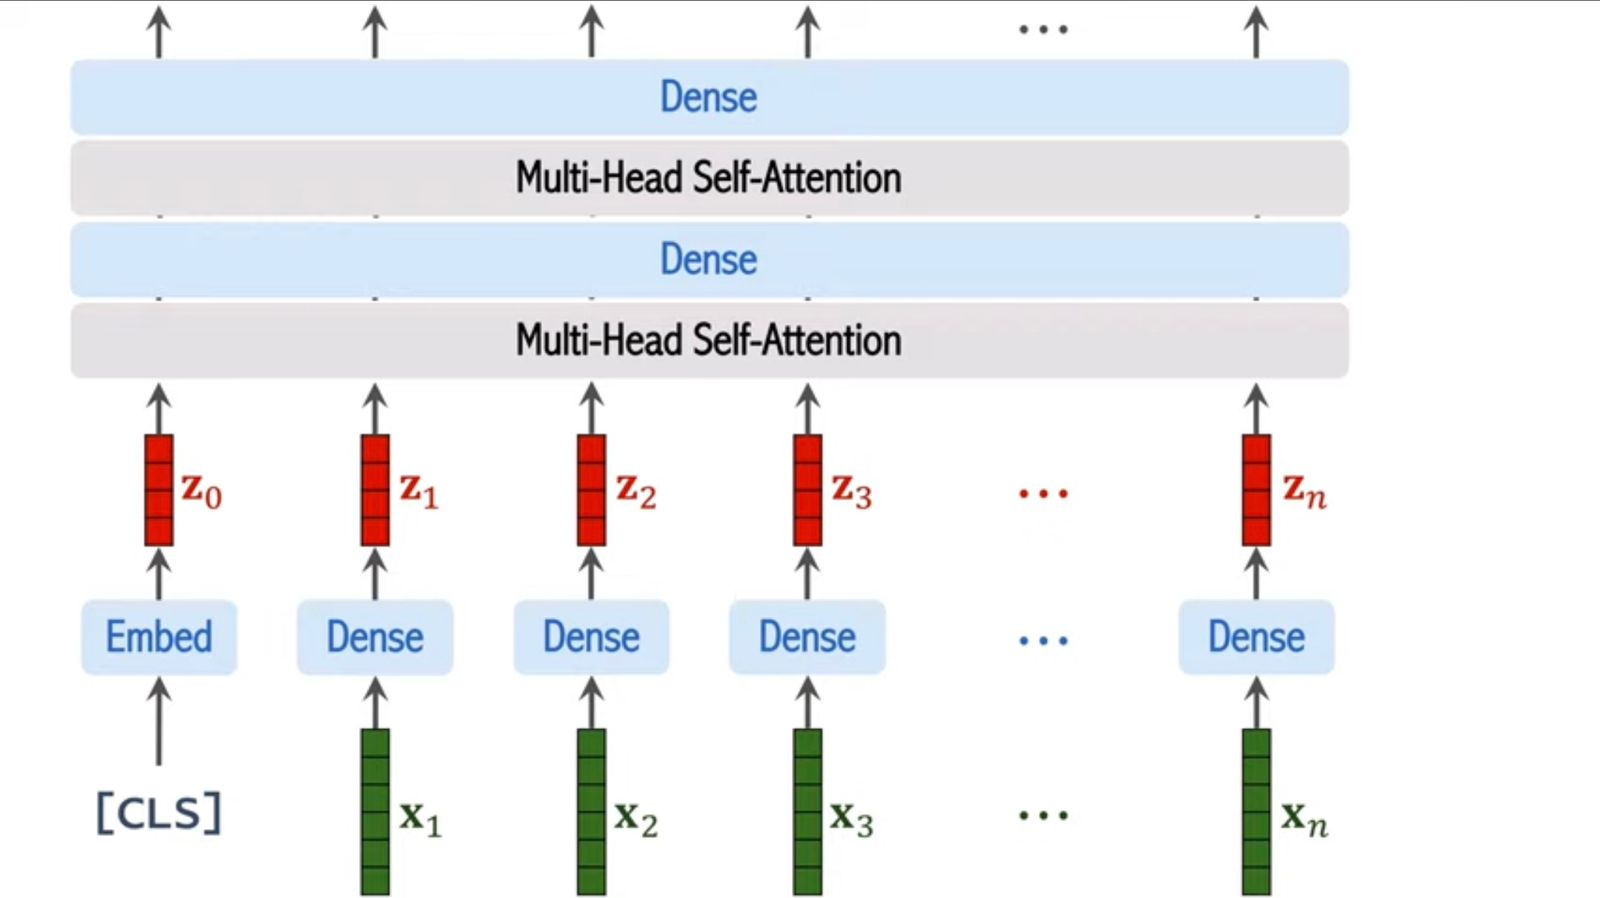 ...
Dense
Multi-Head Self-Attention
Dense
Multi-Head Self-Attention
z₀ z₁ z₂ z₃ ... zₙ
Embed Dense Dense Dense ... Dense
[CLS] x₁ x₂ x₃ ... xₙ